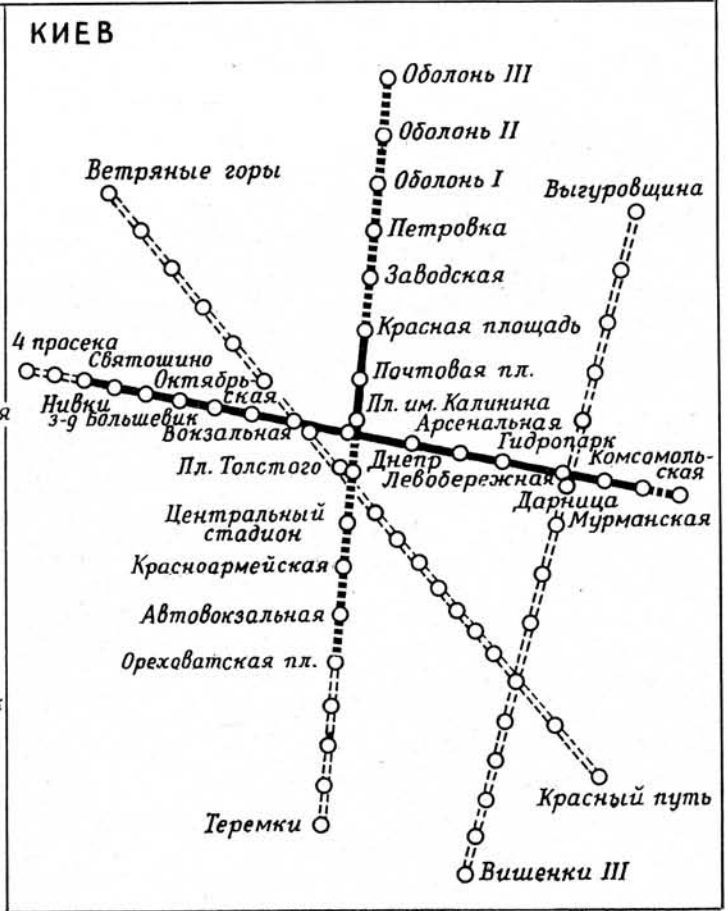 КИЕВ
Оболонь III
Оболонь II
Ветряные горы
Оболонь I
Выгуровщина
Петровка
Заводская
Красная площадь
4 просека
Святошино
Октябрь-
ская
Почтовая пл.
Нивки
з-д Большевик
Пл. им. Калинина
Арсенальная
Вокзальная
Гидропарк
Днепр
Комсомоль-
ская
Левобережная
Пл. Толстого
Дарница
Мурманская
Центральный
стадион
Красноармейская
Автовокзальная
Ореховатская пл.
Теремки
Красный путь
Вишенки III